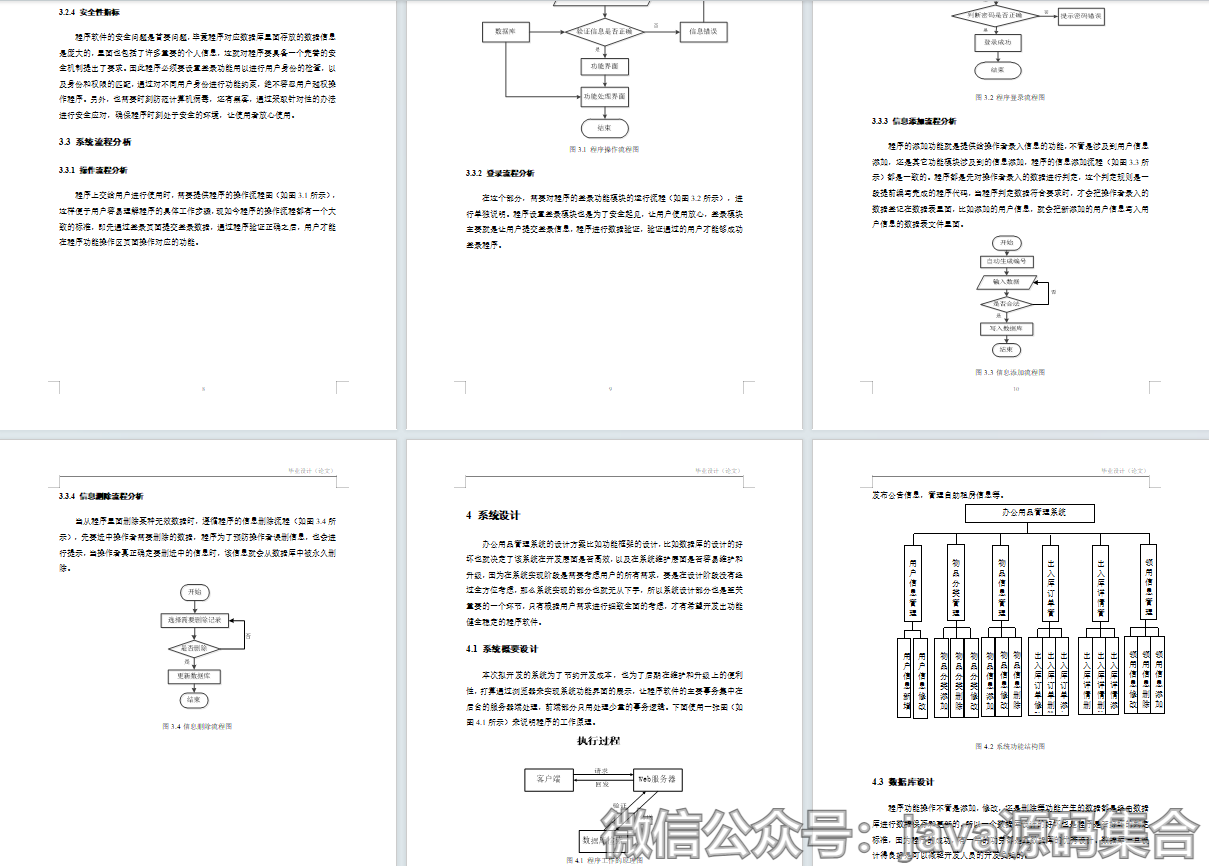 3.2.4 安全性指标
程序软件的安全问题是首要问题，毕竟程序对应数据库里面存放的数据信息
是庞大的，里面也包括了许多重要的个人信息，这就对程序要具备一个完善的安
全机制提出了要求。因此程序必须要设置登录功能用以进行用户身份的检查，以
及身份和权限的匹配，通过对不同用户身份进行功能约束，绝不容忍用户越权操
作程序。另外，也需要时刻防范计算机病毒，还有黑客，通过采取针对性的办法
进行安全应对，确保程序时刻处于安全的环境，让使用者放心使用。
3.3 系统流程分析
3.3.1 操作流程分析
程序上交给用户进行使用时，需要提供程序的操作流程图（如图 3.1 所示），
这样便于用户容易理解程序的具体工作步骤，现如今程序的操作流程都有一个大
致的标准，即先通过登录页面提交登录数据，通过程序验证正确之后，用户才能
在程序功能操作区页面操作对应的功能。
8
数据库
验证信息是否正确
否
信息错误
是
功能界面
功能处理界面
结束
图 3.1 程序操作流程图
3.3.2 登录流程分析
在这个部分，需要对程序的登录功能模块的运行流程（如图 3.2 所示），进
行单独说明，程序设置登录模块也是为了安全起见，让用户使用放心，登录模块
主要就是让用户提交登录信息，程序进行数据验证，验证通过的用户才能够成功
登录程序。
9
判断密码是否正确
否
提示密码错误
是
登录成功
结束
图 3.2 程序登录流程图
3.3.3 信息添加流程分析
程序的添加功能就是提供给操作者录入信息的功能，不管是涉及到用户信息
添加，还是其它功能模块涉及到的信息添加，程序的信息添加流程（如图 3.3 所
示）都是一致的。程序都是先对操作者录入的数据进行判定，这个判定规则是一
段提前编写完成的程序代码，当程序判定数据符合要求时，才会把操作者录入的
数据登记在数据表里面，比如添加的用户信息，就会把新添加的用户信息写入用
户信息的数据表文件里面。
开始
自动生成编号
输入数据
是否合法
否
是
写入数据库
结束
图 3.3 信息添加流程图
10
毕业设计（论文）
3.3.4 信息删除流程分析
当从程序里面删除某种无效数据时，遵循程序的信息删除流程（如图 3.4 所
示），先要选中操作者需要删除的数据，程序为了预防操作者误删信息，也会进
行提示，当操作者真正确定要删选中的信息时，该信息就会从数据库中被永久删
除。
开始
选择需要删除记录
是否删除
否
是
更新数据库
结束
图 3.4 信息删除流程图
毕业设计（论文）
4 系统设计
办公用品管理系统的设计方案比如功能框架的设计，比如数据库的设计的好
坏也就决定了该系统在开发层面是否高效，以及在系统维护层面是否容易维护和
升级，因为在系统实现阶段是需要考虑用户的所有需求，要是在设计阶段没有经
过全方位考虑，那么系统实现的部分也就无从下手，所以系统设计部分也是至关
重要的一个环节，只有根据用户需求进行细致全面的考虑，才有希望开发出功能
健全稳定的程序软件。
4.1 系统概要设计
本次拟开发的系统为了节约开发成本，也为了后期在维护和升级上的便利
性，打算通过浏览器来实现系统功能界面的展示，让程序软件的主要事务集中在
后台的服务器端处理，前端部分只用处理少量的事务逻辑。下面使用一张图（如
图 4.1 所示）来说明程序的工作原理。
执行过程
客户端
请求
回发
Web服务器
验证
图 4.1 程序工作的原理图
毕业设计（论文）
发布公告信息，管理自助租房信息等。
办公用品管理系统
用户信息管理
物品分类管理
物品信息管理
出入库订单管
出入库详情管
领用信息管理
用户信息新增
用户信息修改
物品分类添加
物品分类删除
物品分类修改
物品信息添加
物品信息修改
物品信息删除
领用信息修改
领用信息删除
领用信息添加
图 4.2 系统功能结构图
4.3 数据库设计
程序功能操作不管是添加，修改，还是删除等功能产生的数据都是经由数据
微信公众号：java李杨勇集合